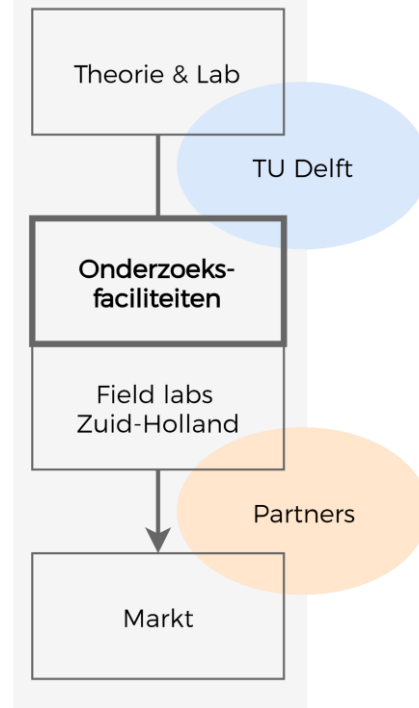 Theorie & Lab
TU Delft
Onderzoeks-
faciliteiten
Field labs
Zuid-Holland
Partners
Markt